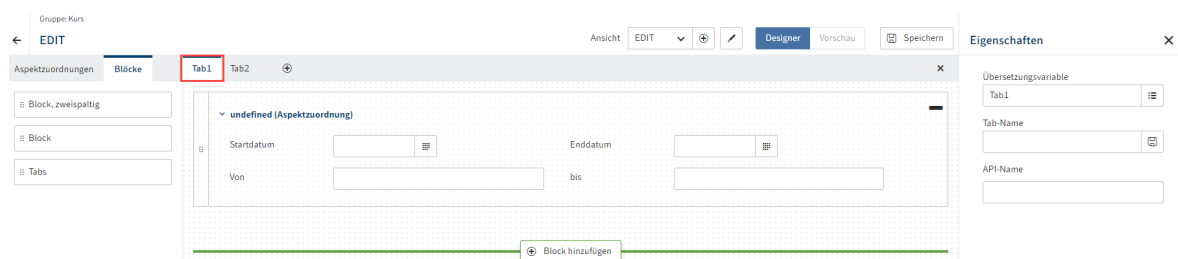 Gruppe: Kurs
EDIT
Ansicht EDIT Designer Vorschau Speichern
Aspektzuordnungen Blöcke
Tab1 Tab2
Block, zweispaltig
Block
Tabs
undefined (Aspektzuordnung)
Startdatum Enddatum
Von bis
Block hinzufügen
Eigenschaften
Übersetzungsvariable
Tab1
Tab-Name
API-Name